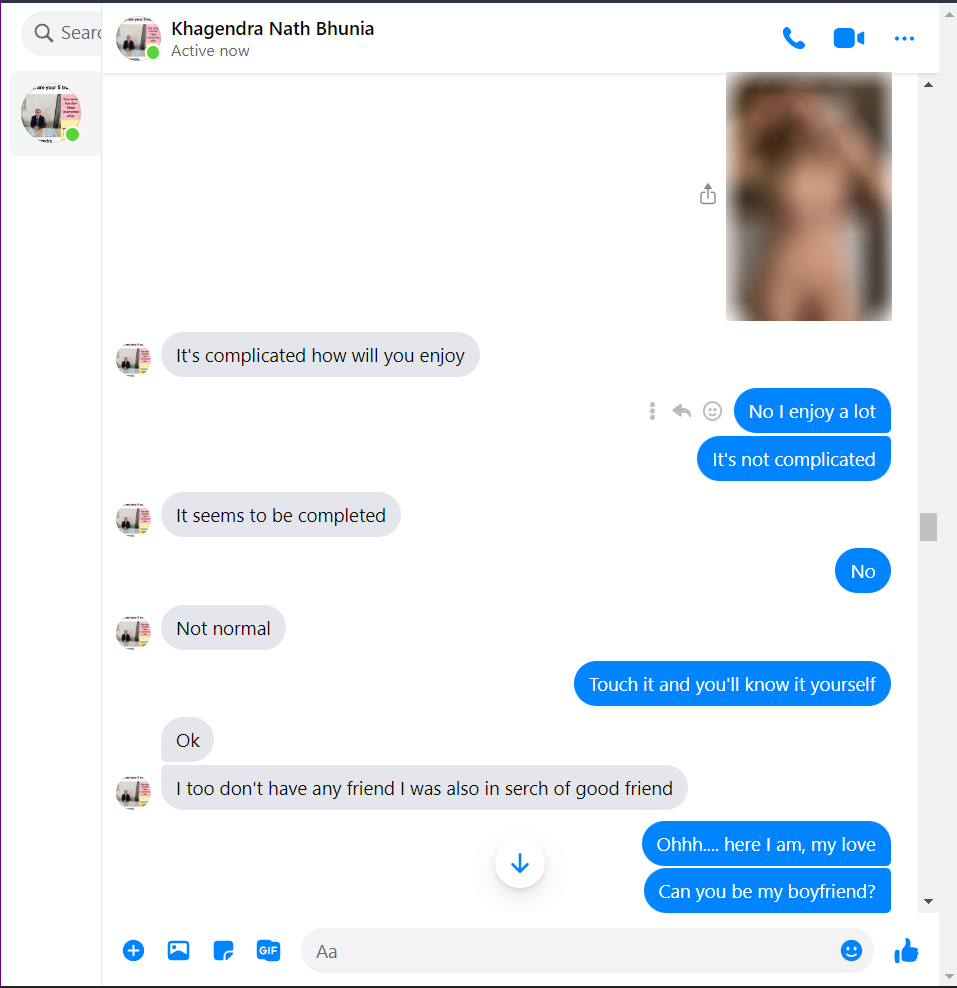 Searc
Khagendra Nath Bhunia
Active now
It's complicated how will you enjoy
No I enjoy a lot
It's not complicated
It seems to be completed
No
Not normal
Touch it and you'll know it yourself
Ok
I too don't have any friend I was also in serch of good friend
Ohhh.... here I am, my love
Can you be my boyfriend?
GIF
Aa